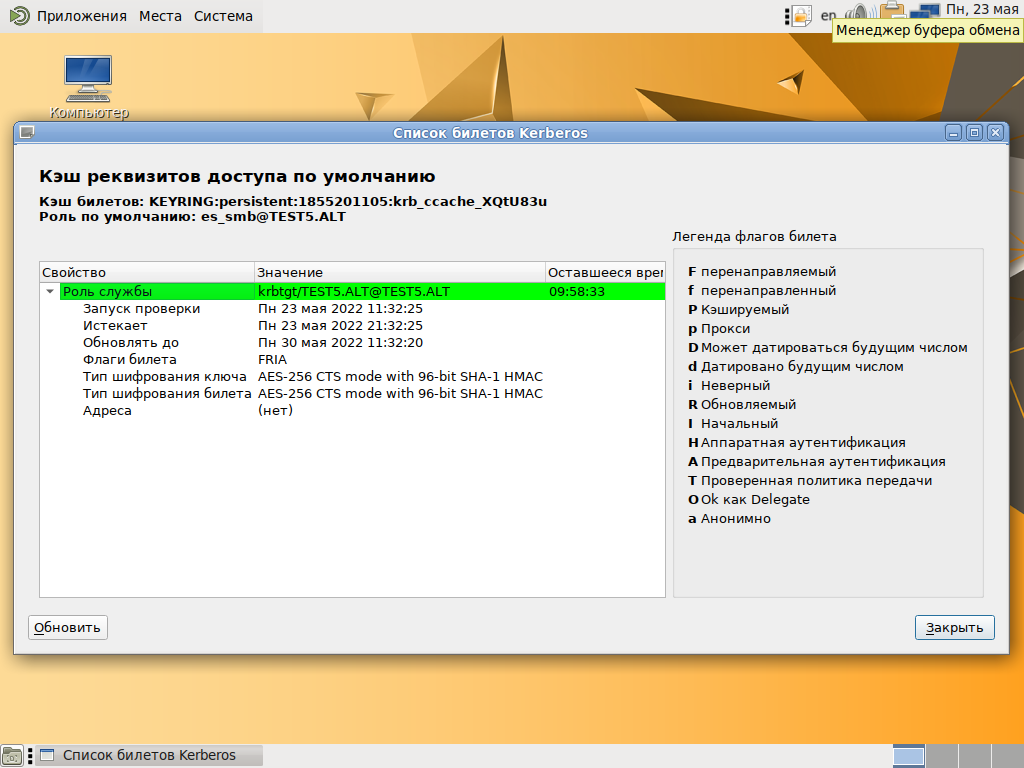 Приложения Места Система
en
Пн, 23 мая
Менеджер буфера обмена
Компьютер
Список билетов Kerberos
Кэш реквизитов доступа по умолчанию
Кэш билетов: KEYRING:persistent:1855201105:krb_ccache_XQtU83u
Роль по умолчанию: es_smb@TEST5.ALT
Свойство Значение Оставшееся
Роль службы krbtgt/TEST5.ALT@TEST5.ALT 09:58:33
Запуск проверки Пн 23 мая 2022 11:32:25
Истекает Пн 23 мая 2022 21:32:25
Обновлять до Пн 30 мая 2022 11:32:20
Флаги билета FRIA
Тип шифрования ключа AES-256 CTS mode with 96-bit SHA-1 HMAC
Тип шифрования билета AES-256 CTS mode with 96-bit SHA-1 HMAC
Адреса (нет)
Легенда флагов билета
F перенаправляемый
f перенаправленный
P Кэшируемый
p Прокси
D Может датироваться будущим числом
d Датировано будущим числом
i Неверный
R Обновляемый
I Начальный
H Аппаратная аутентификация
A Предварительная аутентификация
T Проверенная политика передачи
O Ok как Delegate
a Анонимно
Обновить
Закрыть
Список билетов Kerberos